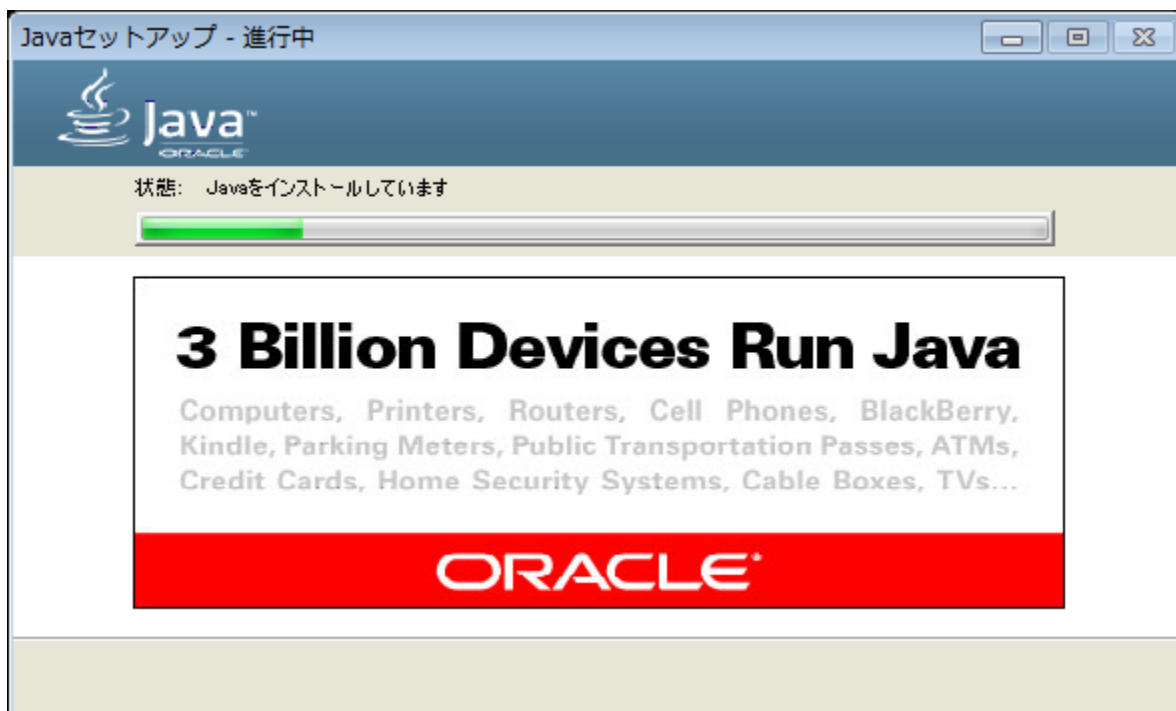 Javaセットアップ - 進行中
Java™
ORACLE
状態: Javaをインストールしています
3 Billion Devices Run Java
Computers, Printers, Routers, Cell Phones, BlackBerry,
Kindle, Parking Meters, Public Transportation Passes, ATMs,
Credit Cards, Home Security Systems, Cable Boxes, TVs...
ORACLE